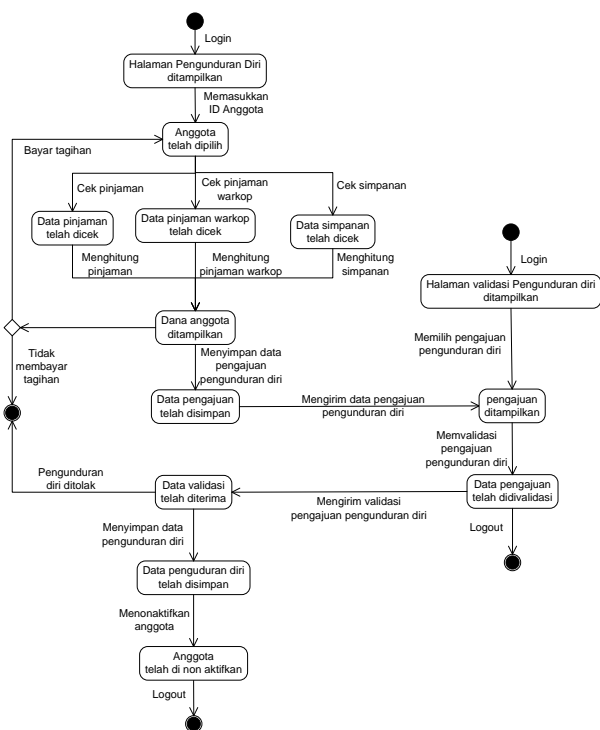 Login
Halaman Pengunduran Diri
ditampilkan
Memasukkan
ID Anggota
Bayar tagihan
Anggota
telah dipilih
Cek pinjaman
Cek pinjaman
warkop
Cek simpanan
Data pinjaman
telah dicek
Data pinjaman warkop
telah dicek
Data simpanan
telah dicek
Menghitung
pinjaman
Menghitung
pinjaman warkop
Menghitung
simpanan
Login
Halaman validasi Pengunduran diri
ditampilkan
Dana anggota
ditampilkan
Tidak
membayar
tagihan
Menyimpan data
pengajuan
pengunduran diri
Memilih pengajuan
pengunduran diri
Data pengajuan
telah disimpan
Mengirim data pengajuan
pengunduran diri
pengajuan
ditampilkan
Memvalidasi
pengajuan
pengunduran diri
Pengunduran
diri ditolak
Data validasi
telah diterima
Mengirim validasi
pengajuan pengunduran diri
Data pengajuan
telah didivalidasi
Logout
Menyimpan data
pengunduran diri
Data penguduran diri
telah disimpan
Menonaktifkan
anggota
Anggota
telah di non aktifkan
Logout